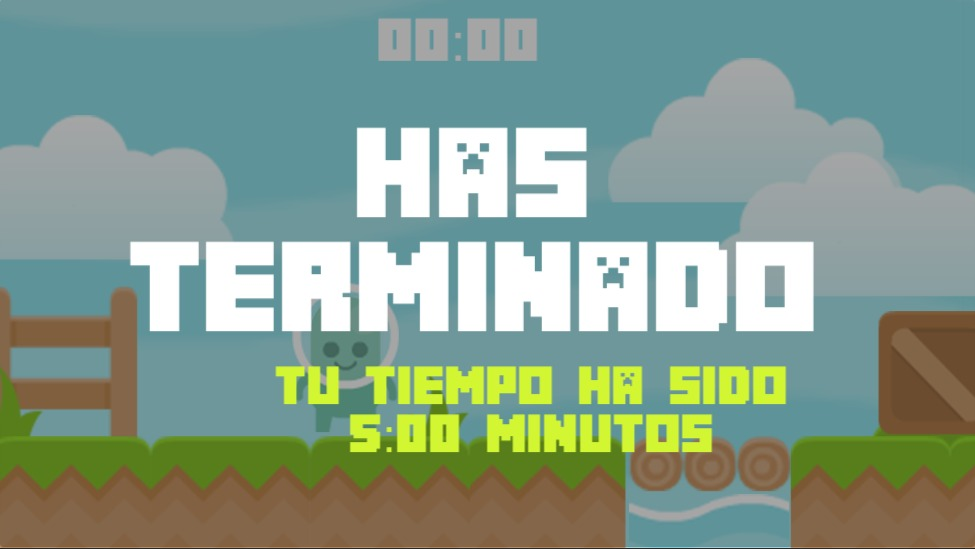 00:00
HAS
TERMINADO
TU TIEMPO HA SIDO
5:00 MINUTOS